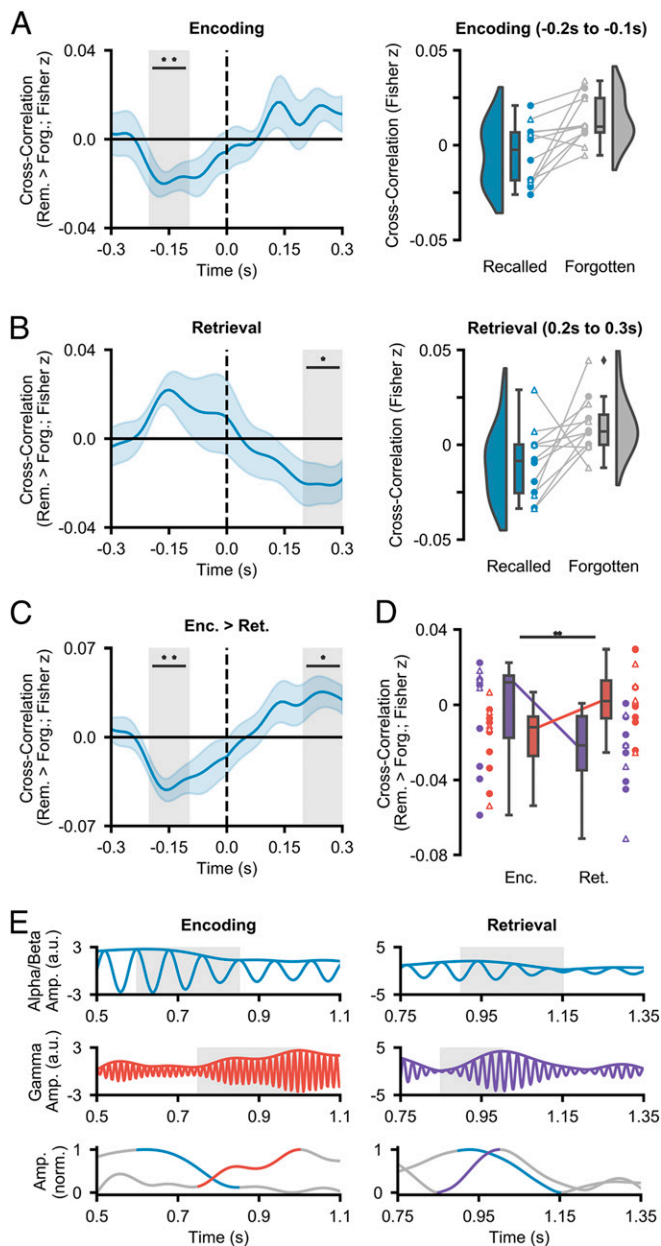 A
Encoding
Encoding (-0.2s to -0.1s)
Cross-Correlation
(Rem. > Forg.; Fisher z)
0.04
0.0
-0.04
**
-0.3 -0.15 0.0 0.15 0.3
Time (s)
Cross-Correlation (Fisher z)
0.05
0
-0.05
Recalled Forgotten
B
Retrieval
Retrieval (0.2s to 0.3s)
Cross-Correlation
(Rem. > Forg.; Fisher z)
0.04
0.0
-0.04
*
-0.3 -0.15 0.0 0.15 0.3
Time (s)
Cross-Correlation (Fisher z)
0.05
0
-0.05
Recalled Forgotten
C
Enc. > Ret.
Cross-Correlation
(Rem. > Forg.; Fisher z)
0.07
0.0
-0.07
** *
-0.3 -0.15 0.0 0.15 0.3
Time (s)
D
Cross-Correlation
(Rem. > Forg.; Fisher z)
0.04
0
-0.04
-0.08
**
Enc. Ret.
E
Encoding
Retrieval
Alpha/Beta
Amp. (a.u.)
3
-3
0.5 0.7 0.9 1.1
5
-5
0.75 0.95 1.15 1.35
Gamma
Amp. (a.u.)
3
-3
0.5 0.7 0.9 1.1
5
-5
0.75 0.95 1.15 1.35
Amp.
(norm.)
1
0
0.5 0.7 0.9 1.1
Time (s)
1
0
0.75 0.95 1.15 1.35
Time (s)